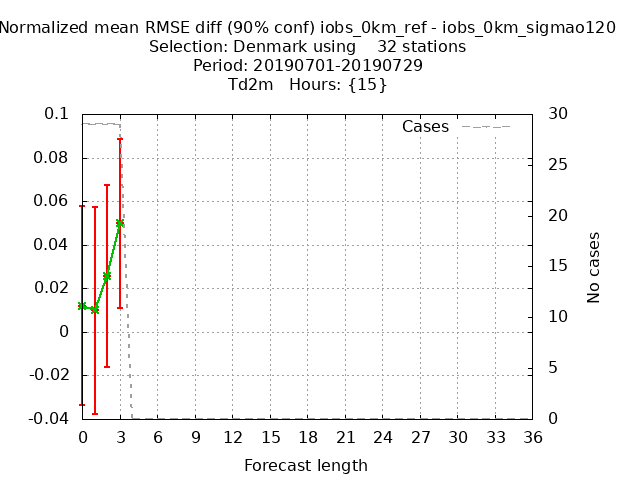 Normalized mean RMSE diff (90% conf) iobs_0km_ref - iobs_0km_sigmao120
Selection: Denmark using 32 stations
Period: 20190701-20190729
Td2m Hours: {15}
Cases
0.1
0.08
0.06
0.04
0.02
0
-0.02
-0.04
30
25
20
15
10
5
0
No cases
0 3 6 9 12 15 18 21 24 27 30 33 36
Forecast length